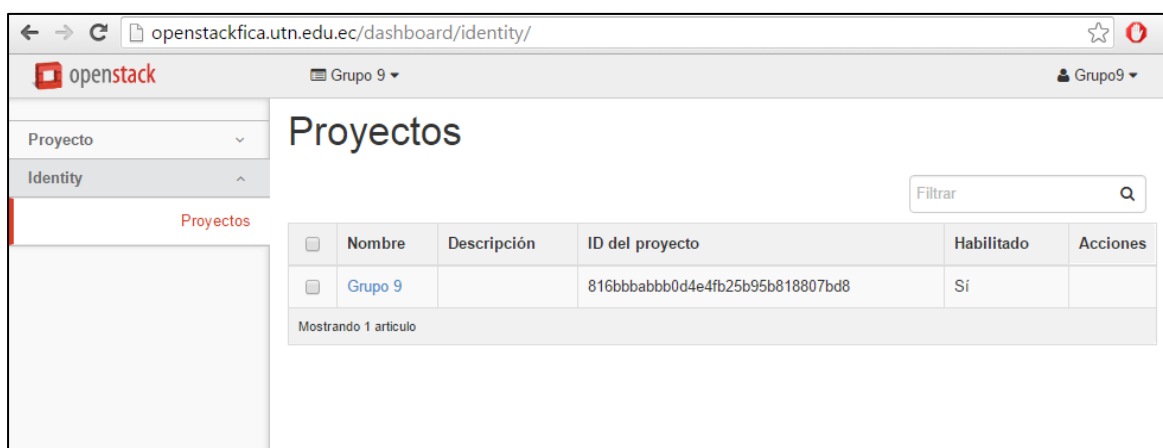 openstackfica.utn.edu.ec/dashboard/identity/
openstack Grupo 9 Grupo9
Proyecto
Identity
Proyectos
Proyectos
Filtrar
Nombre Descripción ID del proyecto Habilitado Acciones
Grupo 9 816bbbabbb0d4e4fb25b95b818807bd8 Sí
Mostrando 1 articulo